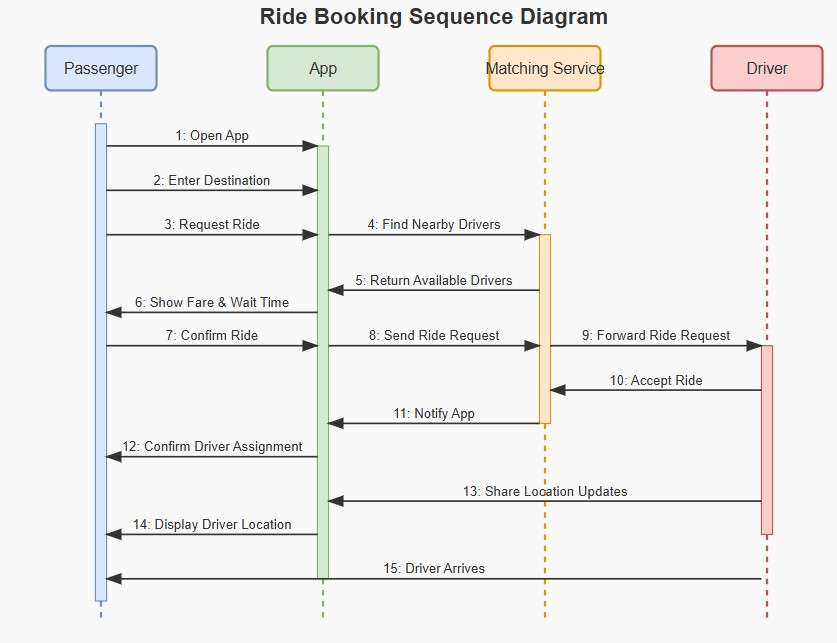 Ride Booking Sequence Diagram
Passenger
App
Matching Service
Driver
1: Open App
2: Enter Destination
3: Request Ride
4: Find Nearby Drivers
5: Return Available Drivers
6: Show Fare & Wait Time
7: Confirm Ride
8: Send Ride Request
9: Forward Ride Request
10: Accept Ride
11: Notify App
12: Confirm Driver Assignment
13: Share Location Updates
14: Display Driver Location
15: Driver Arrives